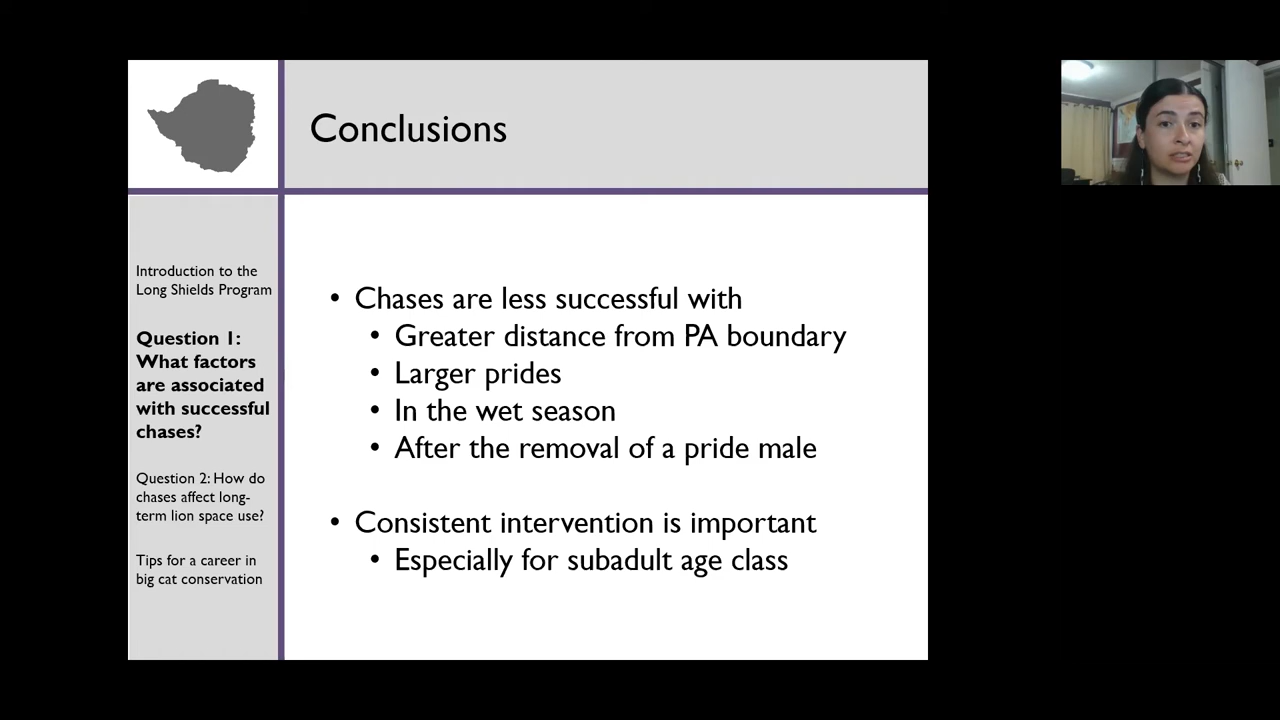 Conclusions
Introduction to the
Long Shields Program
Question 1:
What factors
are associated
with successful
chases?
Question 2: How do
chases affect long-
term lion space use?
Tips for a career in
big cat conservation
• Chases are less successful with
• Greater distance from PA boundary
• Larger prides
• In the wet season
• After the removal of a pride male
• Consistent intervention is important
• Especially for subadult age class